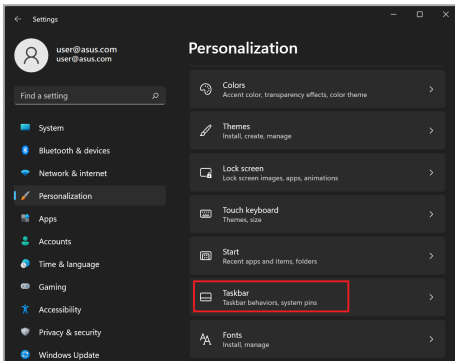 Settings
user@asus.com
user@asus.com
Find a setting
System
Bluetooth & devices
Network & internet
Personalization
Apps
Accounts
Time & language
Gaming
Accessibility
Privacy & security
Windows Update
Personalization
Colors
Accent color, transparency effects, color theme
Themes
Install, create, manage
Lock screen
Lock screen images, apps, animations
Touch keyboard
Themes, size
Start
Recent apps and items, folders
Taskbar
Taskbar behaviors, system pins
Fonts
Install, manage